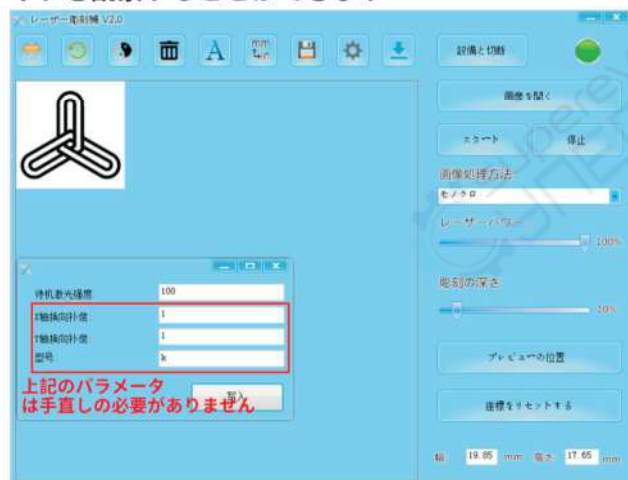 レーザー彫刻機 V2.0
A
mm
in
設備と切断
画像を開く
スタート 停止
画像処理方法:
モノクロ
レーザーパワー
100%
彫刻の深さ
10%
プレビューの位置
座標をリセットする
幅: 19.85 mm 高さ: 17.65 mm
待机激光强度 100
X轴换向补偿: 1
Y轴换向补偿: 1
型号: k
写入
上記のパラメータ
は手直しの必要がありません